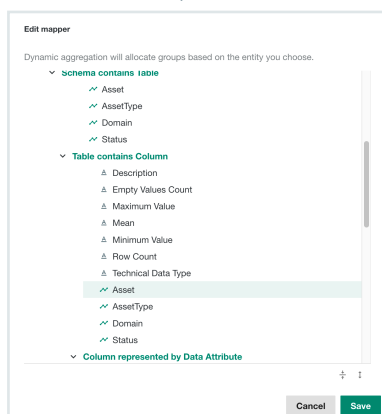 Edit mapper
Dynamic aggregation will allocate groups based on the entity you choose.
Schema contains Table
Asset
AssetType
Domain
Status
Table contains Column
Description
Empty Values Count
Maximum Value
Mean
Minimum Value
Row Count
Technical Data Type
Asset
AssetType
Domain
Status
Column represented by Data Attribute
Cancel Save